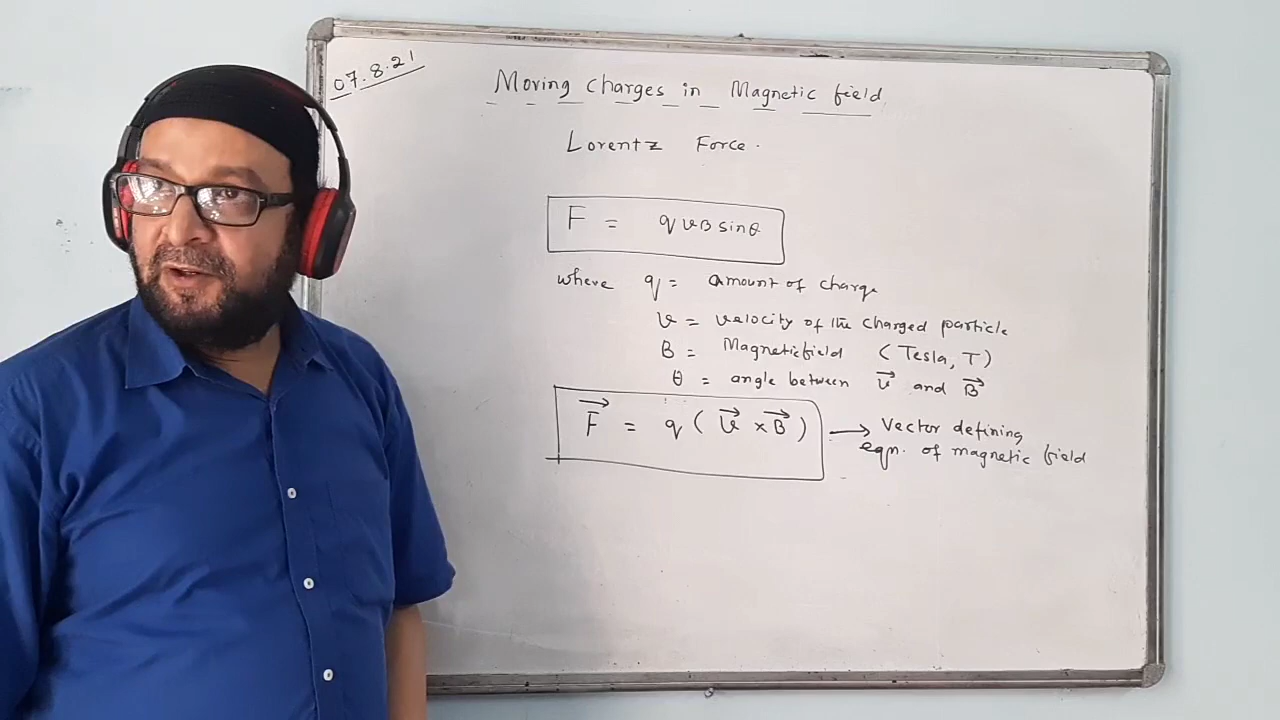 07.8.21
Moving charges in Magnetic field
Lorentz Force.
F = qvB sinθ
where q = amount of charge
v = velocity of the charged particle
B = Magnetic field (Tesla, T)
θ = angle between v⃗ and B⃗
F⃗ = q ( v⃗ × B⃗ ) → Vector defining
eqn. of magnetic field